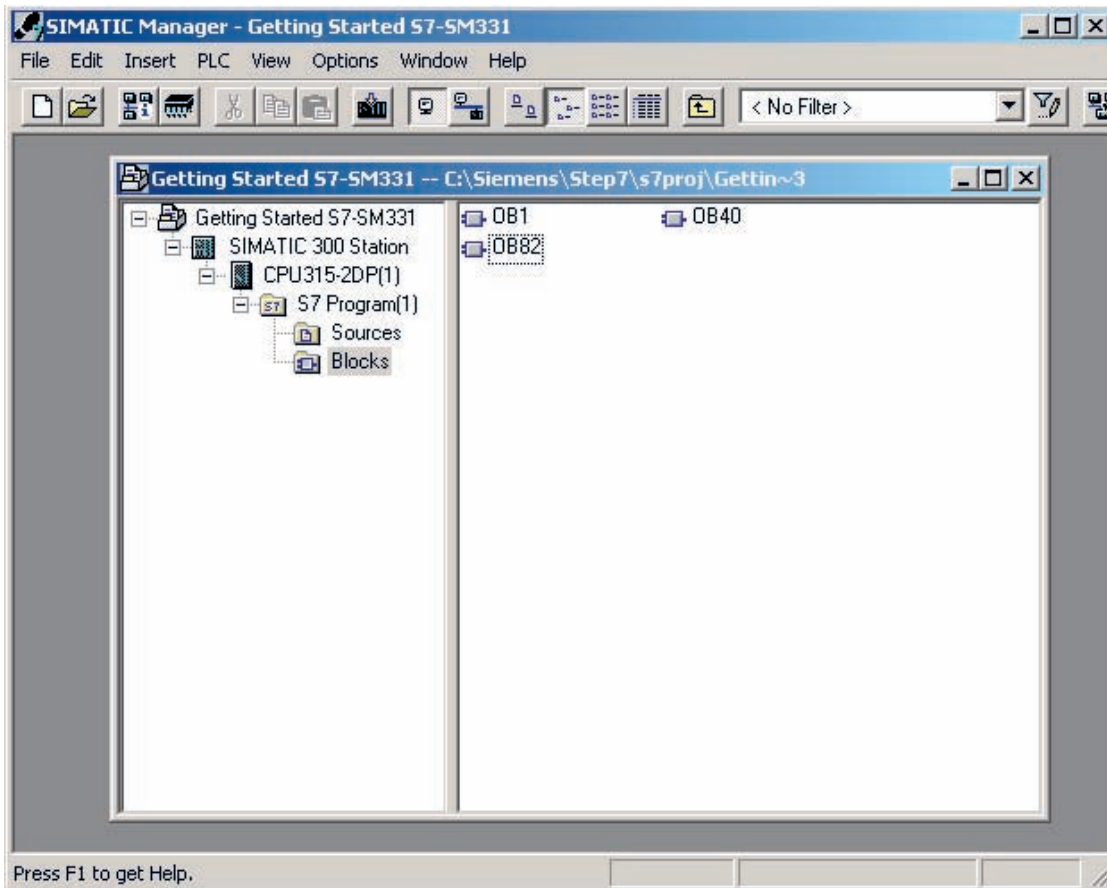 SIMATIC Manager - Getting Started S7-SM331
File Edit Insert PLC View Options Window Help
< No Filter >
Getting Started S7-SM331 -- C:\Siemens\Step7\s7proj\Gettin~3
Getting Started S7-SM331
SIMATIC 300 Station
CPU315-2DP(1)
S7 Program(1)
Sources
Blocks
OB1 OB40
OB82
Press F1 to get Help.